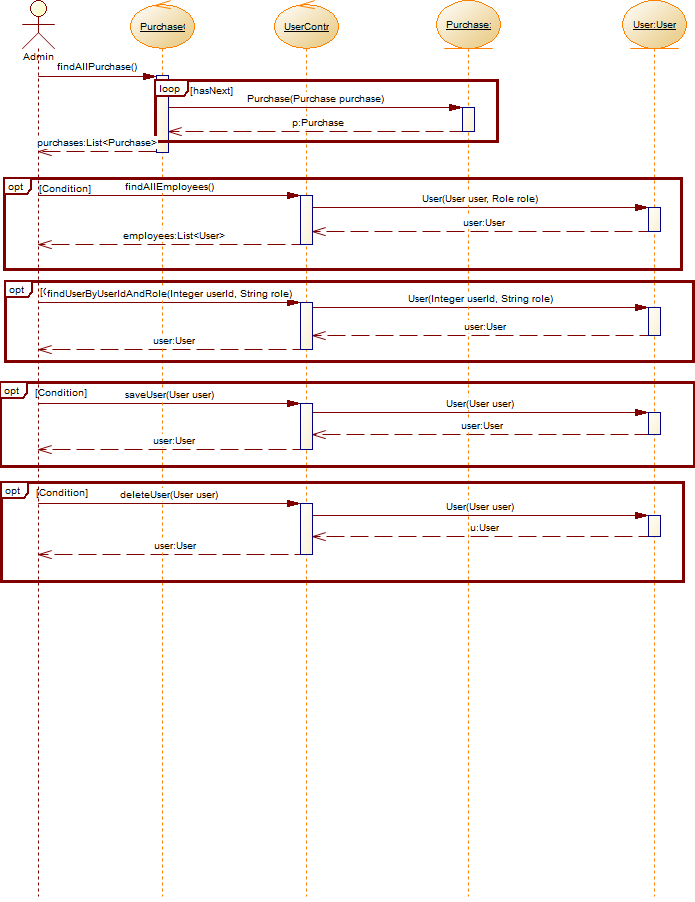 Admin
PurchaseC
UserContr
Purchase:
User:User
findAllPurchase()
loop [hasNext]
Purchase(Purchase purchase)
p:Purchase
purchases:List<Purchase>
opt [Condition] findAllEmployees()
User(User user, Role role)
user:User
employees:List<User>
opt
findUserByUserIdAndRole(Integer userId, String role)
User(Integer userId, String role)
user:User
user:User
opt [Condition] saveUser(User user)
User(User user)
user:User
user:User
opt [Condition] deleteUser(User user)
User(User user)
u:User
user:User